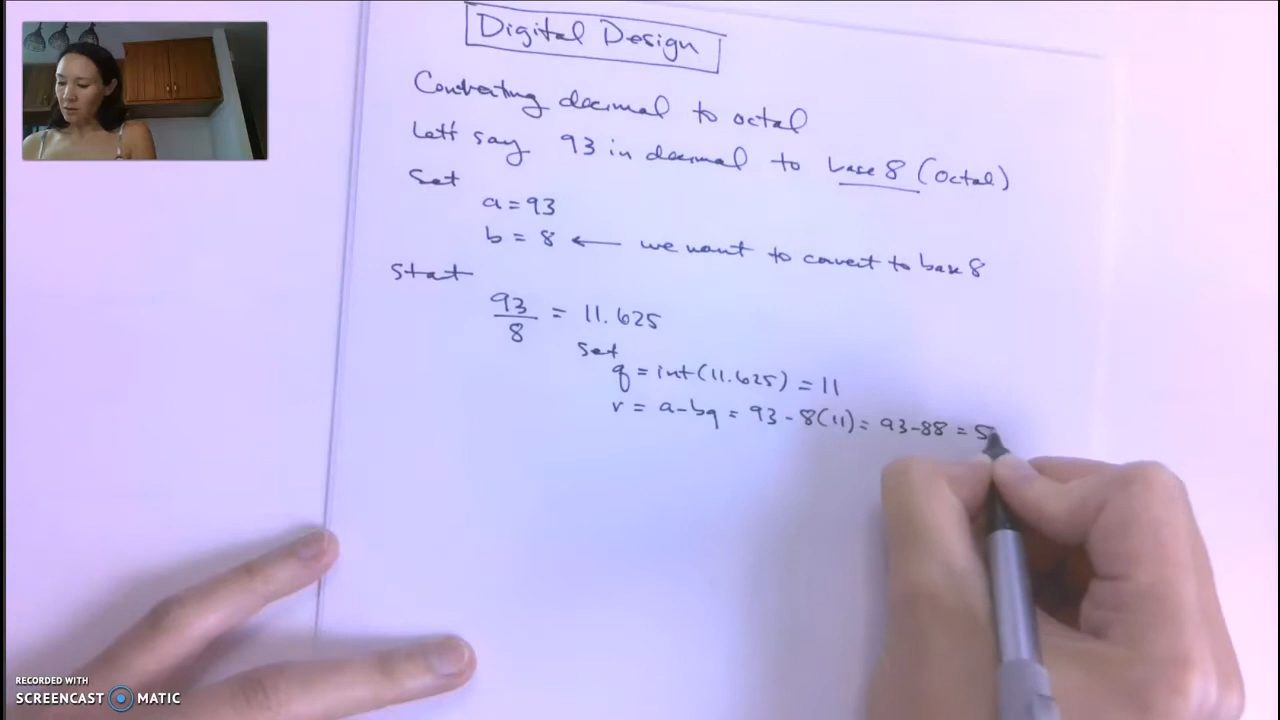 Digital Design
Converting decimal to octal
Let's say 93 in decimal to base 8 (octal)
Set
a = 93
b = 8 ← we want to convert to base 8
Start
93/8 = 11.625
Set
q = int(11.625) = 11
r = a - bq = 93 - 8(11) = 93 - 88 = 5
RECORDED WITH
SCREENCAST MATIC